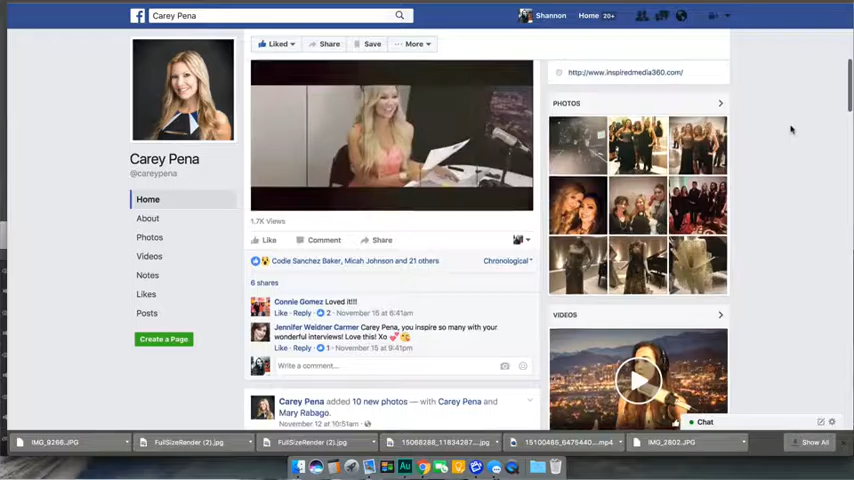 Carey Pena
Shannon
Home 20+
Liked
Share
Save
More
http://www.inspiredmedia360.com/
PHOTOS
Carey Pena
@careypena
Home
About
Photos
Videos
Notes
Likes
Posts
Create a Page
1.7K Views
Like
Comment
Share
Codie Sanchez Baker, Micah Johnson and 21 others
Chronological
6 shares
Connie Gomez Loved it!!!
Like · Reply · 2 · November 15 at 6:41am
Jennifer Weidner Carmer Carey Pena, you inspire so many with your
wonderful interviews! Love this! Xo 💕😘
Like · Reply · 1 · November 15 at 9:41pm
Write a comment...
VIDEOS
Carey Pena added 10 new photos — with Carey Pena and
Mary Rabago.
November 12 at 10:51am ·
Chat
IMG_9266.JPG
FullSizeRender (2).jpg
FullSizeRender (2).jpg
15068288_11834287....jpg
15100486_6475440....mp4
IMG_2802.JPG
Show All
Au